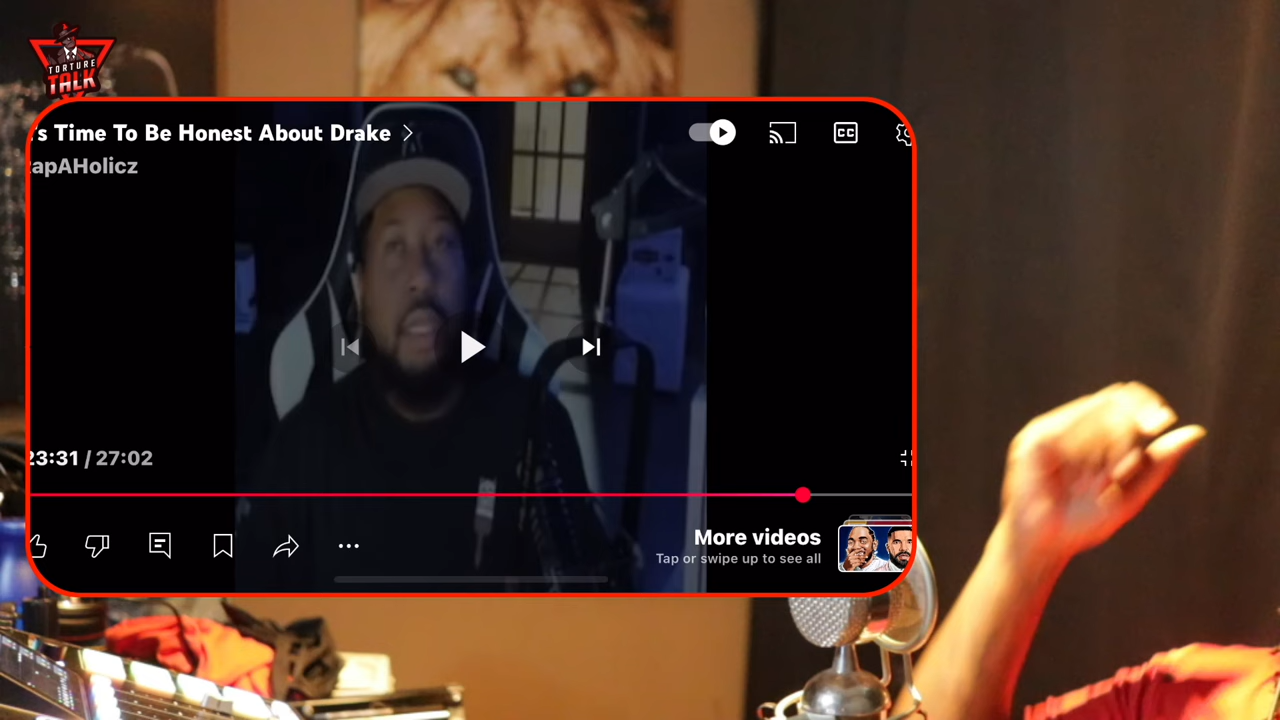 TORTURE
TALK
's Time To Be Honest About Drake
CC
apAHolicz
23:31 / 27:02
More videos
Tap or swipe up to see all